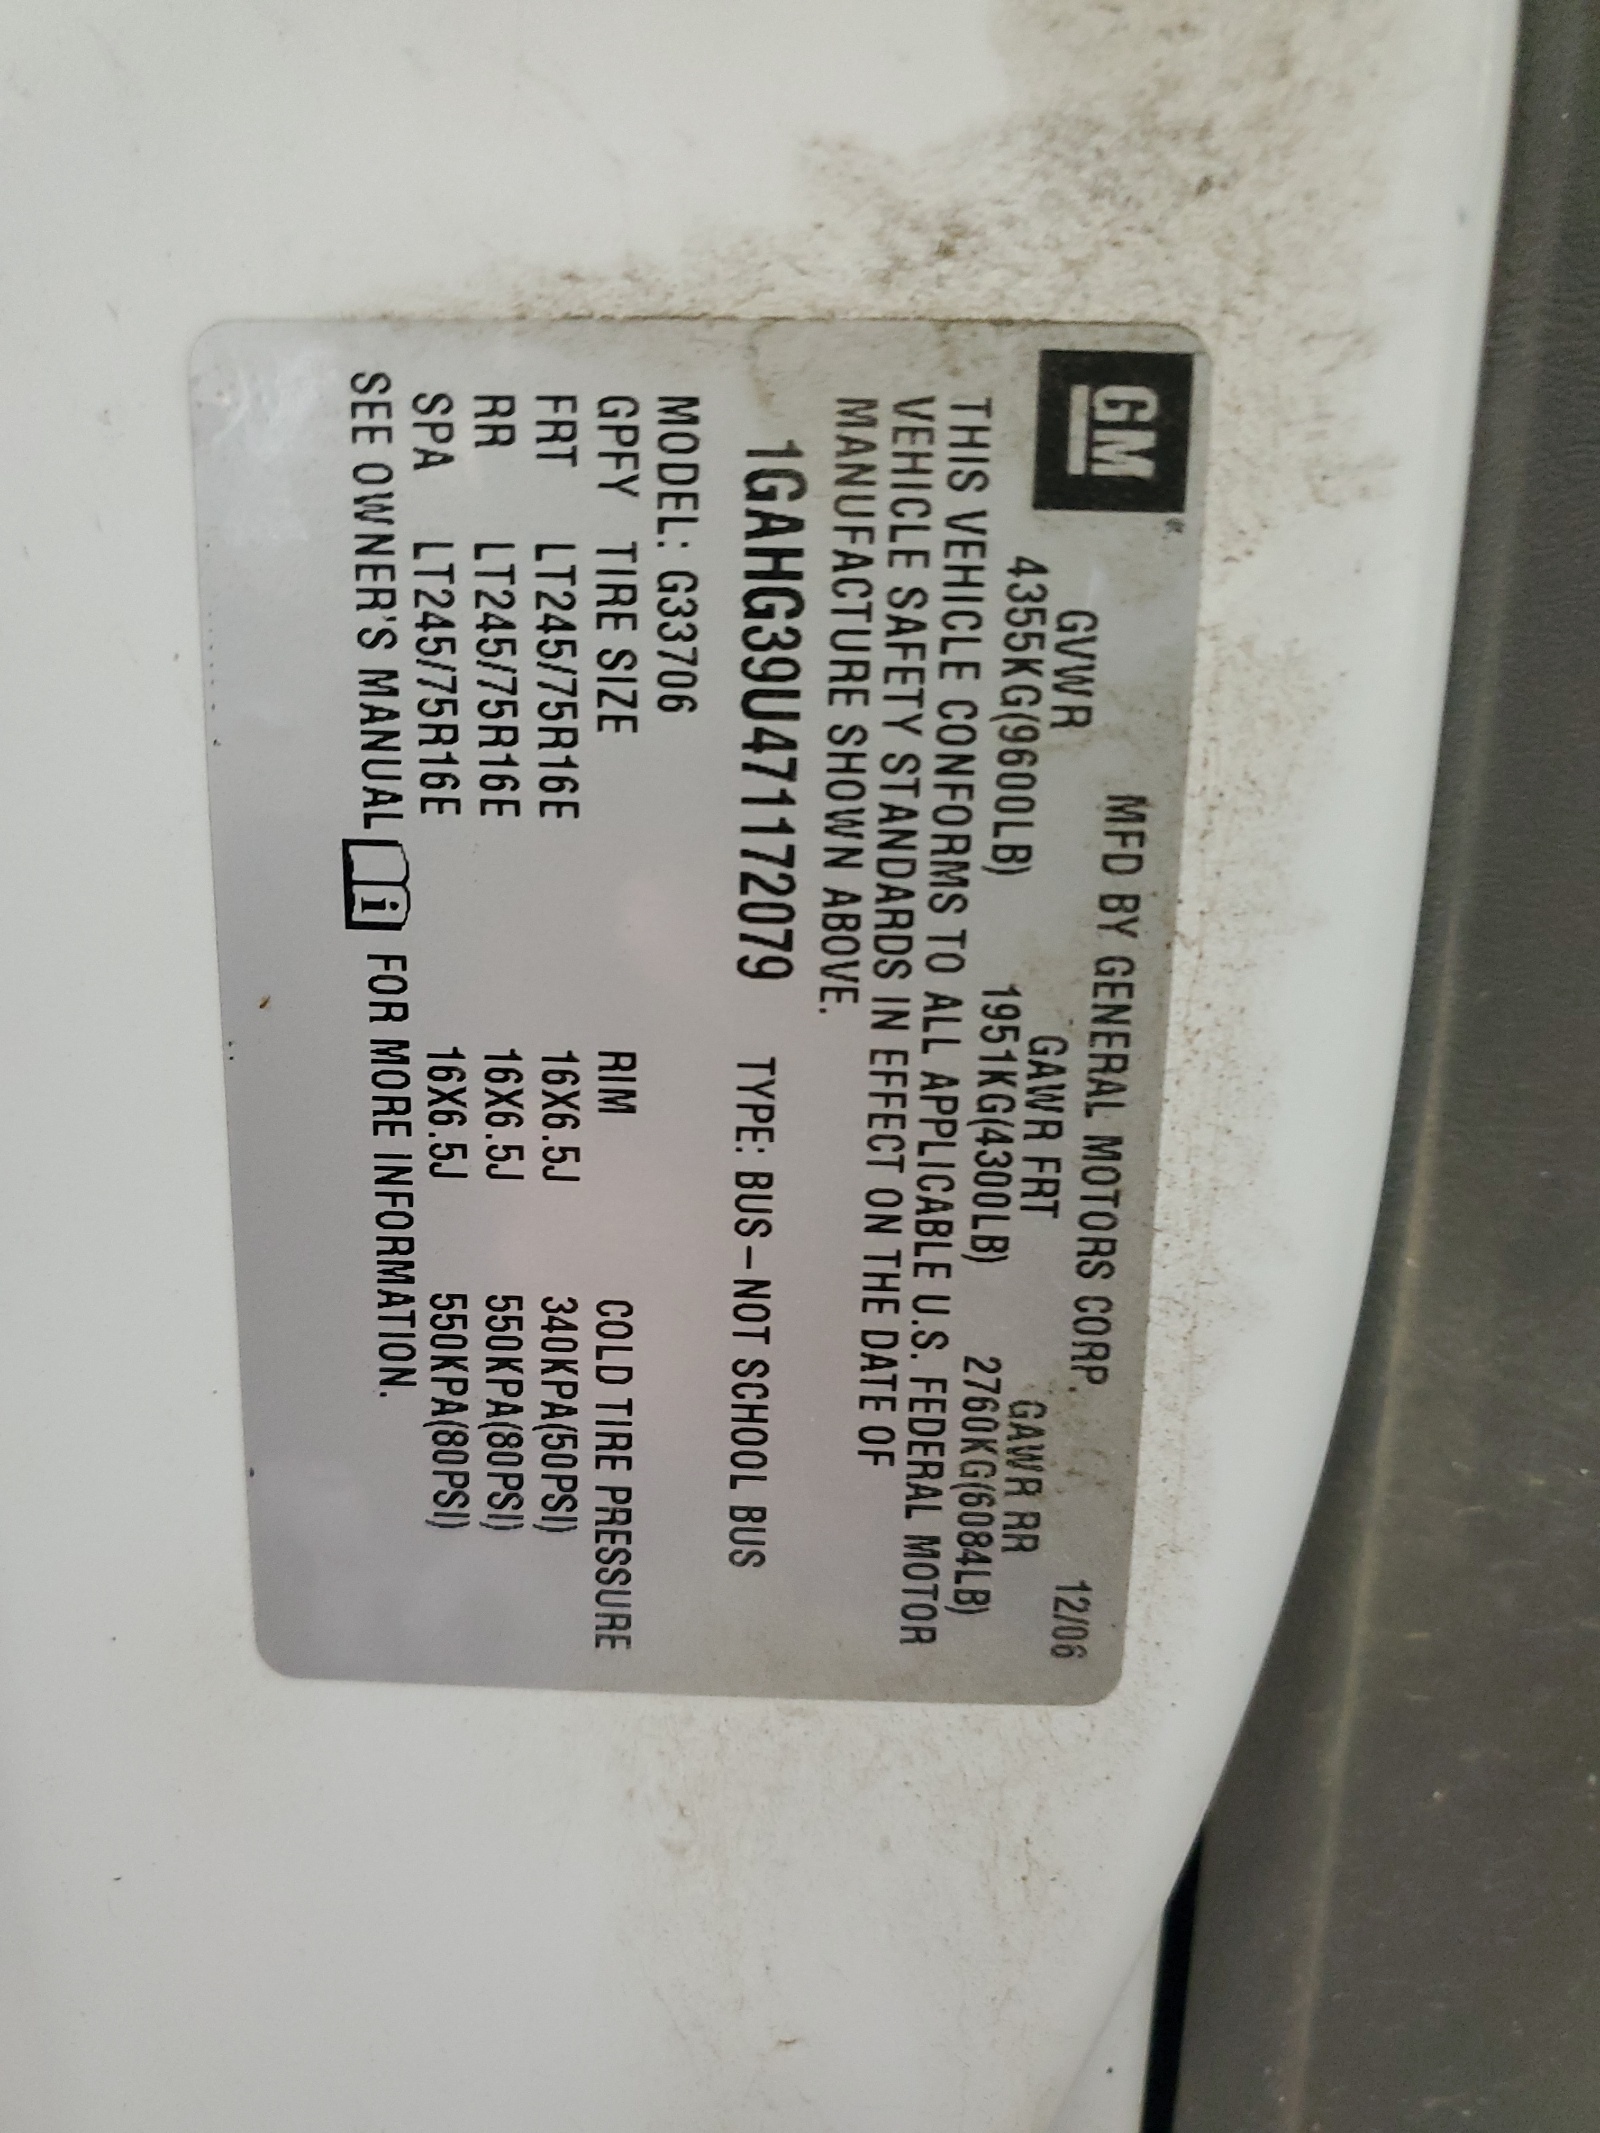 GM®
MFD BY GENERAL MOTORS CORP. 12/06
GVWR GAWR FRT GAWR RR
4355KG(9600LB) 1951KG(4300LB) 2760KG(6084LB)
THIS VEHICLE CONFORMS TO ALL APPLICABLE U.S. FEDERAL MOTOR
VEHICLE SAFETY STANDARDS IN EFFECT ON THE DATE OF
MANUFACTURE SHOWN ABOVE.
1GAHG39U471172079 TYPE: BUS–NOT SCHOOL BUS
MODEL: G33706
GPFY TIRE SIZE RIM COLD TIRE PRESSURE
FRT LT245/75R16E 16X6.5J 340KPA(50PSI)
RR LT245/75R16E 16X6.5J 550KPA(80PSI)
SPA LT245/75R16E 16X6.5J 550KPA(80PSI)
SEE OWNER'S MANUAL i FOR MORE INFORMATION.